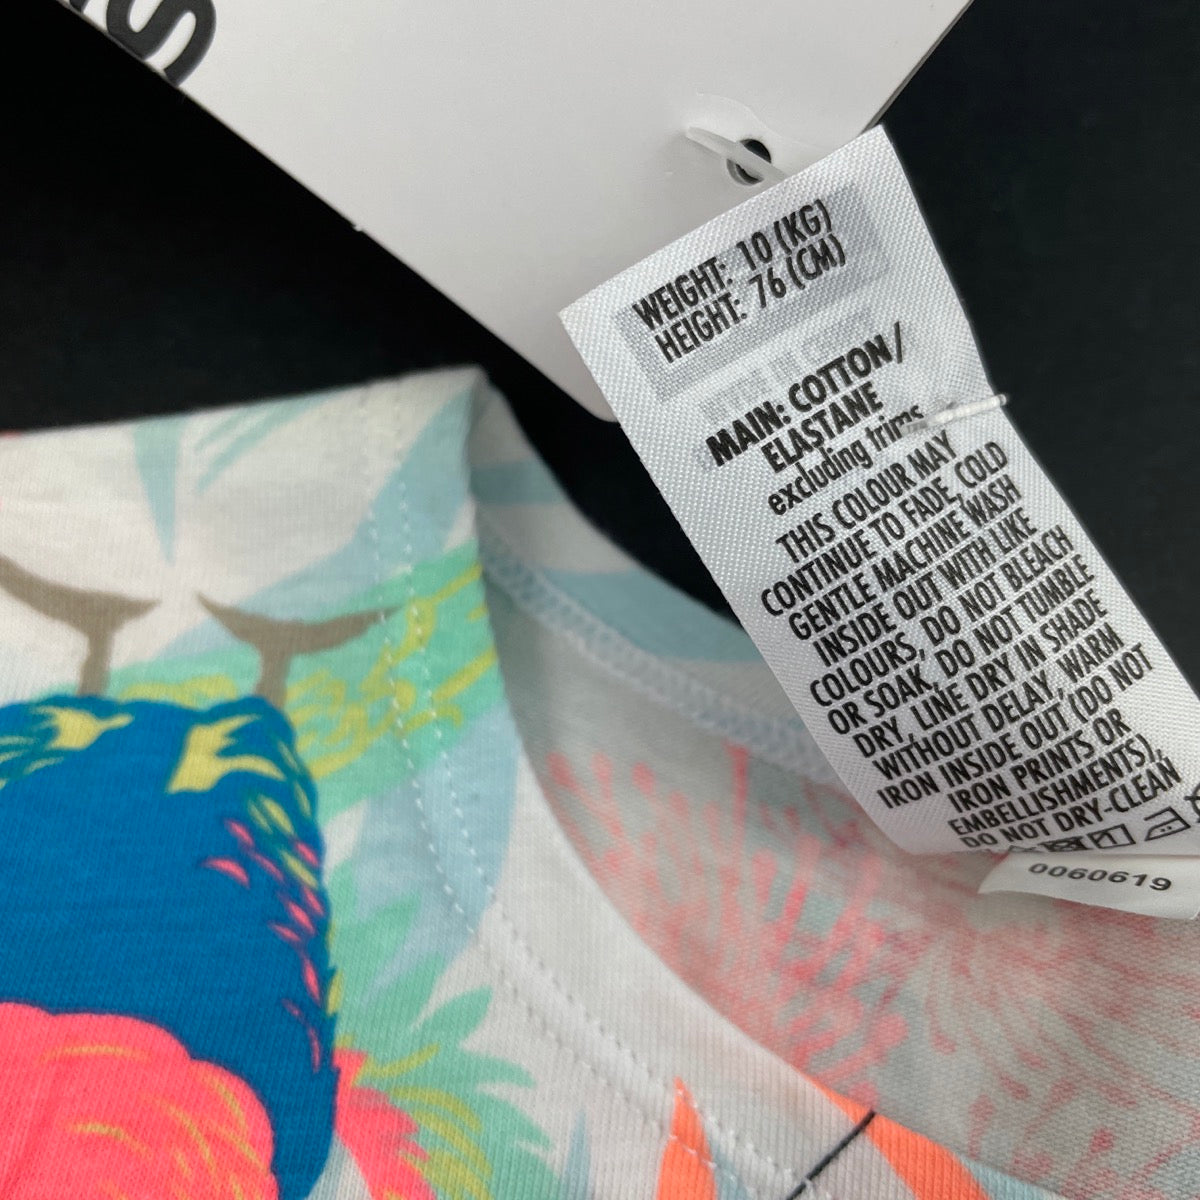 S
WEIGHT: 10 (KG)
HEIGHT: 76 (CM)
MAIN: COTTON/
ELASTANE
excluding trims
THIS COLOUR MAY
CONTINUE TO FADE, COLD
GENTLE MACHINE WASH
INSIDE OUT WITH LIKE
COLOURS, DO NOT BLEACH
OR SOAK, DO NOT TUMBLE
DRY, LINE DRY IN SHADE
WITHOUT DELAY, WARM
IRON INSIDE OUT (DO NOT
IRON PRINTS OR
EMBELLISHMENTS),
DO NOT DRY-CLEAN
0060619